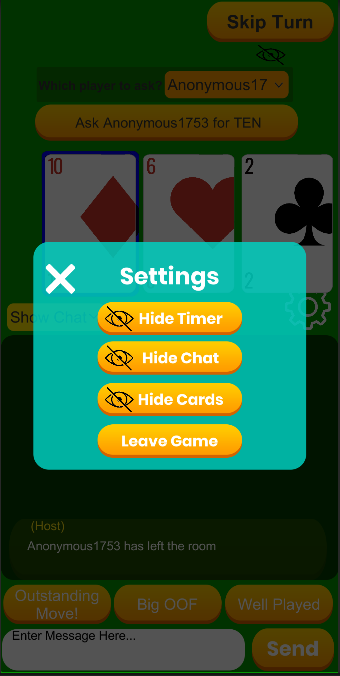 Skip Turn
Which player to ask? Anonymous17
Ask Anonymous1753 for TEN
10 6 2
Settings
2
Show Chat
Hide Timer
Hide Chat
Hide Cards
Leave Game
(Host)
Anonymous1753 has left the room
Outstanding
Move!
Big OOF
Well Played
Enter Message Here...
Send